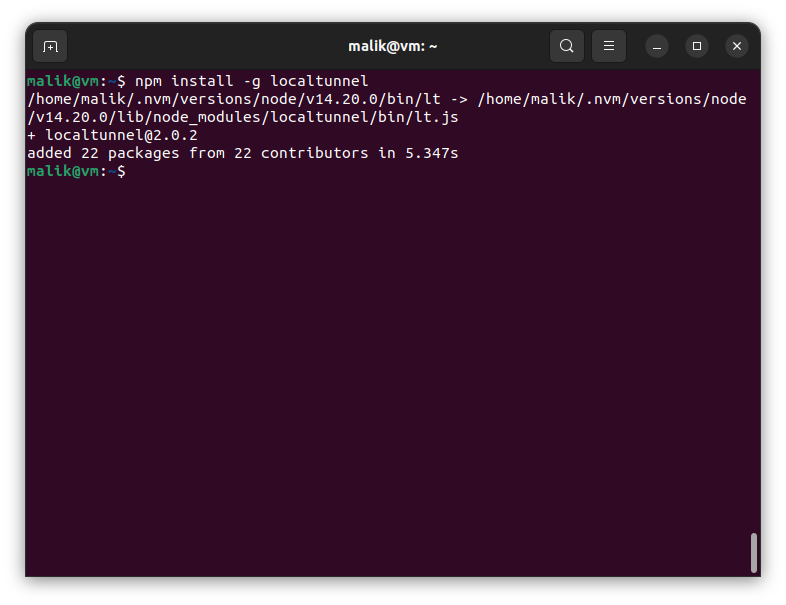 malik@vm: ~
malik@vm:~$ npm install -g localtunnel
/home/malik/.nvm/versions/node/v14.20.0/bin/lt -> /home/malik/.nvm/versions/node
/v14.20.0/lib/node_modules/localtunnel/bin/lt.js
+ localtunnel@2.0.2
added 22 packages from 22 contributors in 5.347s
malik@vm:~$